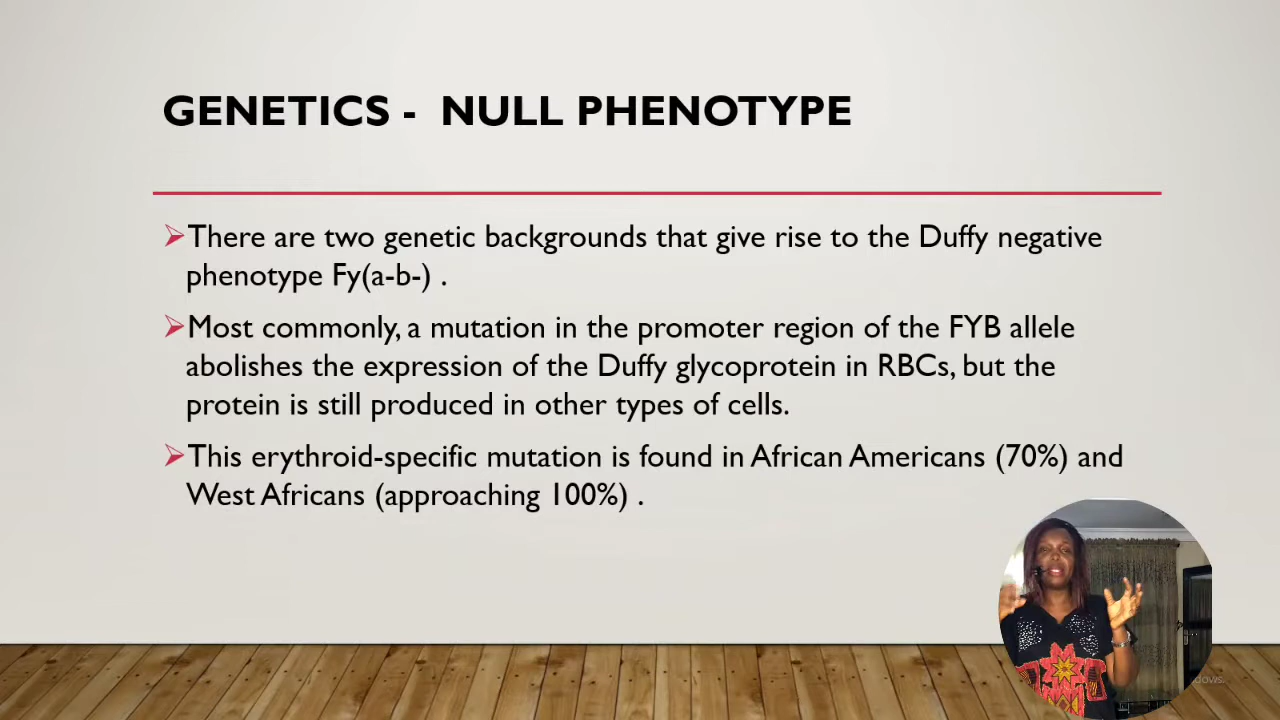 GENETICS - NULL PHENOTYPE
There are two genetic backgrounds that give rise to the Duffy negative
phenotype Fy(a-b-) .
Most commonly, a mutation in the promoter region of the FYB allele
abolishes the expression of the Duffy glycoprotein in RBCs, but the
protein is still produced in other types of cells.
This erythroid-specific mutation is found in African Americans (70%) and
West Africans (approaching 100%) .